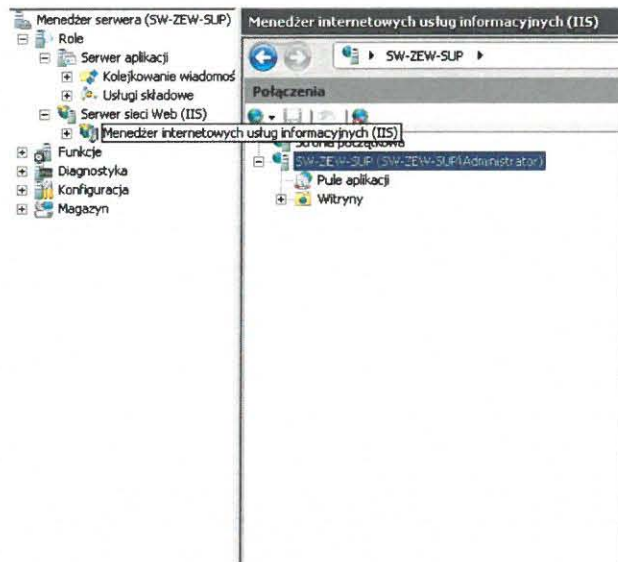 Menedżer serwera (SW-ZEW-SUP)
Role
Serwer aplikacji
Kolejkowanie wiadomoś
Usługi składowe
Serwer sieci Web (IIS)
Menedżer internetowych usług informacyjnych (IIS)
Funkcje
Diagnostyka
Konfiguracja
Magazyn
Menedżer internetowych usług informacyjnych (IIS)
SW-ZEW-SUP
Połączenia
Strona początkowa
SW-ZEW-SUP (SW-ZEW-SUP\Administrator)
Pule aplikacji
Witryny